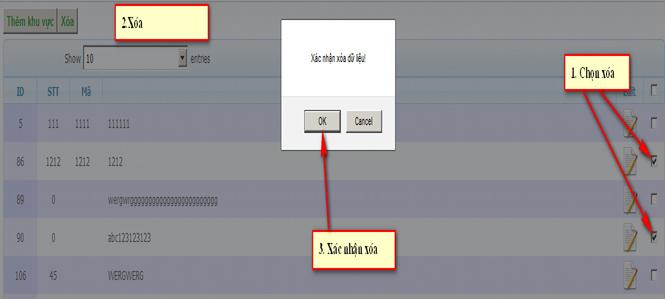 Thêm khu vực Xóa
2.Xóa
Show 10 entries
Xác nhận xóa dữ liệu!
OK Cancel
1. Chọn xóa
ID STT Mã
5 111 1111 111111
86 1212 1212 1212
89 0 wergwrggggggggggggggggggggggg
90 0 abc123123123
3. Xác nhận xóa
106 45 WERGWERG